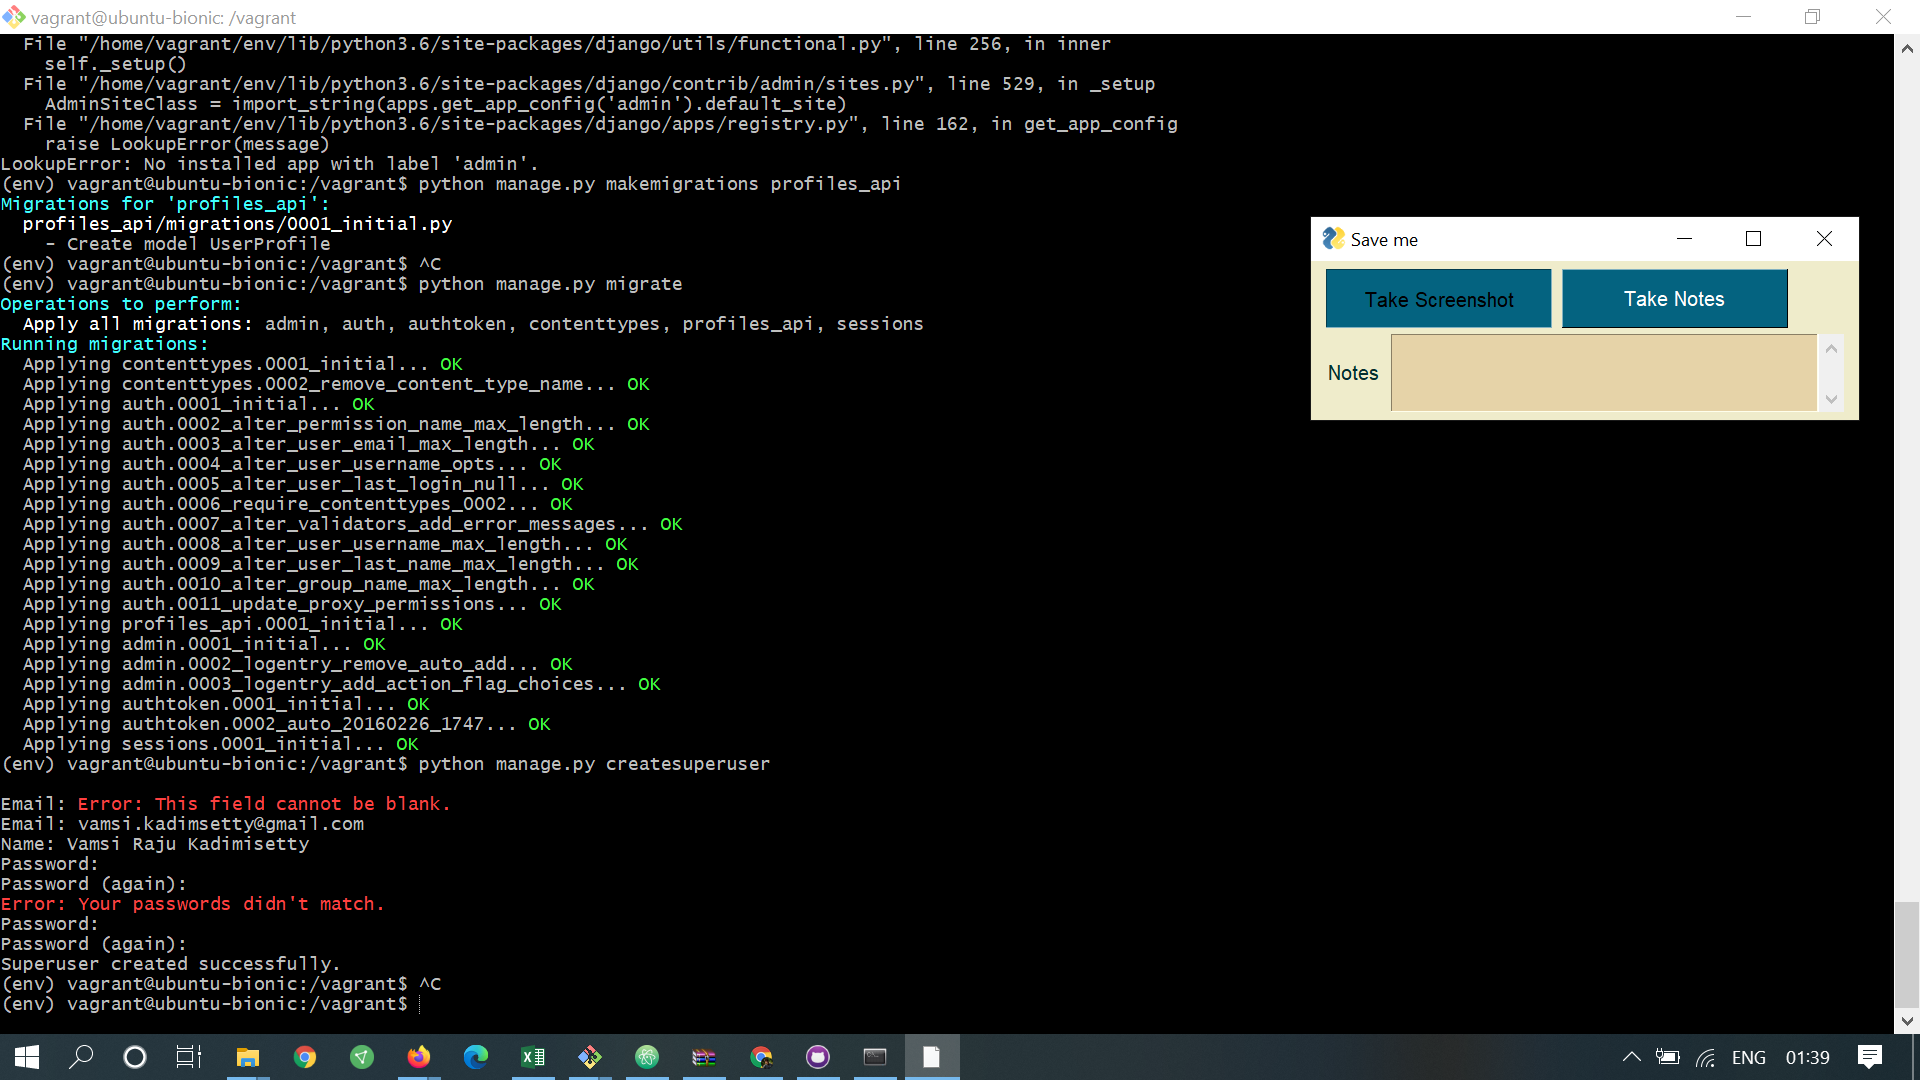 vagrant@ubuntu-bionic: /vagrant
  File "/home/vagrant/env/lib/python3.6/site-packages/django/utils/functional.py", line 256, in inner
    self._setup()
  File "/home/vagrant/env/lib/python3.6/site-packages/django/contrib/admin/sites.py", line 529, in _setup
    AdminSiteClass = import_string(apps.get_app_config('admin').default_site)
  File "/home/vagrant/env/lib/python3.6/site-packages/django/apps/registry.py", line 162, in get_app_config
    raise LookupError(message)
LookupError: No installed app with label 'admin'.
(env) vagrant@ubuntu-bionic:/vagrant$ python manage.py makemigrations profiles_api
Migrations for 'profiles_api':
  profiles_api/migrations/0001_initial.py
    - Create model UserProfile
(env) vagrant@ubuntu-bionic:/vagrant$ ^C
(env) vagrant@ubuntu-bionic:/vagrant$ python manage.py migrate
Operations to perform:
  Apply all migrations: admin, auth, authtoken, contenttypes, profiles_api, sessions
Running migrations:
  Applying contenttypes.0001_initial... OK
  Applying contenttypes.0002_remove_content_type_name... OK
  Applying auth.0001_initial... OK
  Applying auth.0002_alter_permission_name_max_length... OK
  Applying auth.0003_alter_user_email_max_length... OK
  Applying auth.0004_alter_user_username_opts... OK
  Applying auth.0005_alter_user_last_login_null... OK
  Applying auth.0006_require_contenttypes_0002... OK
  Applying auth.0007_alter_validators_add_error_messages... OK
  Applying auth.0008_alter_user_username_max_length... OK
  Applying auth.0009_alter_user_last_name_max_length... OK
  Applying auth.0010_alter_group_name_max_length... OK
  Applying auth.0011_update_proxy_permissions... OK
  Applying profiles_api.0001_initial... OK
  Applying admin.0001_initial... OK
  Applying admin.0002_logentry_remove_auto_add... OK
  Applying admin.0003_logentry_add_action_flag_choices... OK
  Applying authtoken.0001_initial... OK
  Applying authtoken.0002_auto_20160226_1747... OK
  Applying sessions.0001_initial... OK
(env) vagrant@ubuntu-bionic:/vagrant$ python manage.py createsuperuser
Email: Error: This field cannot be blank.
Email: vamsi.kadimsetty@gmail.com
Name: Vamsi Raju Kadimisetty
Password:
Password (again):
Error: Your passwords didn't match.
Password:
Password (again):
Superuser created successfully.
(env) vagrant@ubuntu-bionic:/vagrant$ ^C
(env) vagrant@ubuntu-bionic:/vagrant$
Save me
Take Screenshot
Take Notes
Notes
ENG
01:39